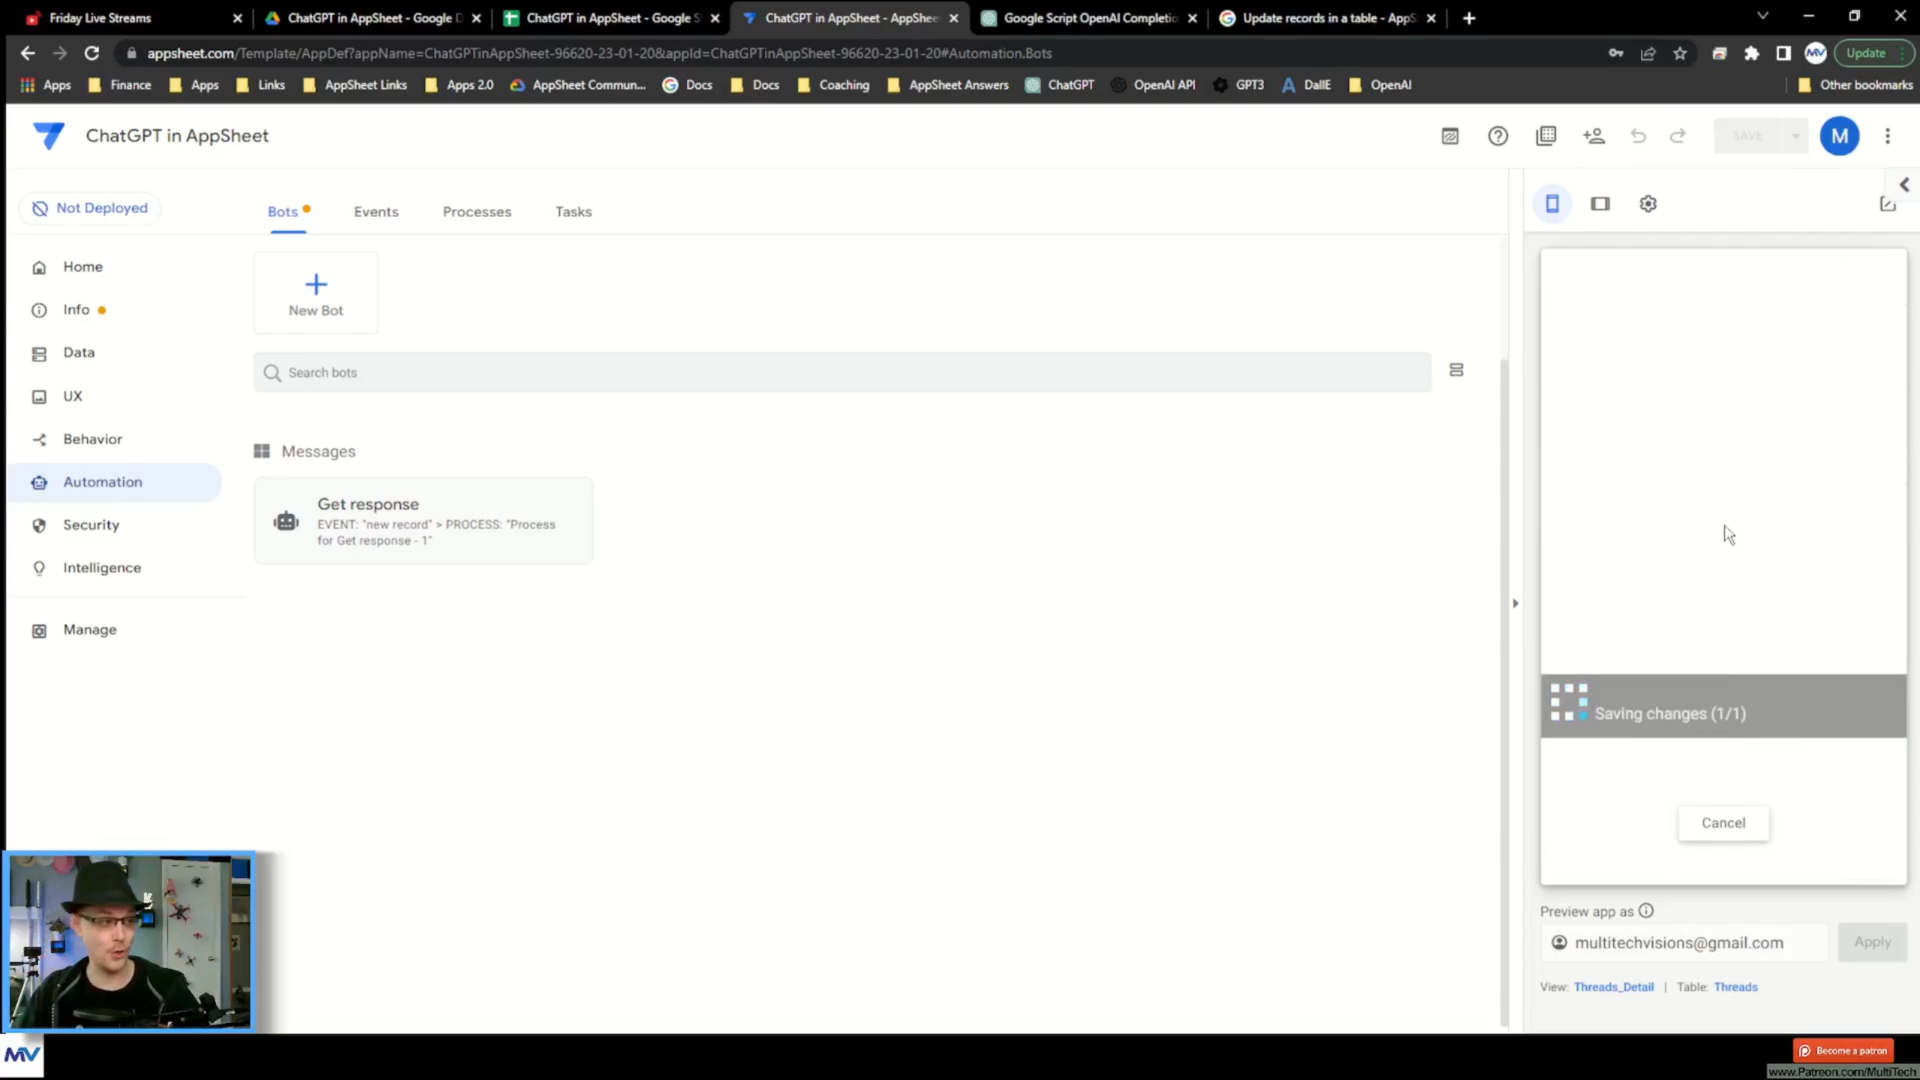 Friday Live Streams
ChatGPT in AppSheet - Google D
ChatGPT in AppSheet - Google S
ChatGPT in AppSheet - AppShee
Google Script OpenAI Completio
Update records in a table - AppS
appsheet.com/Template/AppDef?appName=ChatGPTinAppSheet-96620-23-01-20&appId=ChatGPTinAppSheet-96620-23-01-20#Automation.Bots
MV
Update
Apps
Finance
Apps
Links
AppSheet Links
Apps 2.0
AppSheet Commun...
Docs
Docs
Coaching
AppSheet Answers
ChatGPT
OpenAI API
GPT3
DallE
OpenAI
Other bookmarks
ChatGPT in AppSheet
SAVE
M
Not Deployed
Bots
Events
Processes
Tasks
Home
Info
Data
UX
Behavior
Automation
Security
Intelligence
Manage
New Bot
Search bots
Messages
Get response
EVENT: "new record" > PROCESS: "Process
for Get response - 1"
Saving changes (1/1)
Cancel
Preview app as
multitechvisions@gmail.com
Apply
View: Threads_Detail | Table: Threads
MV
Become a patron
www.Patreon.com/MultiTech